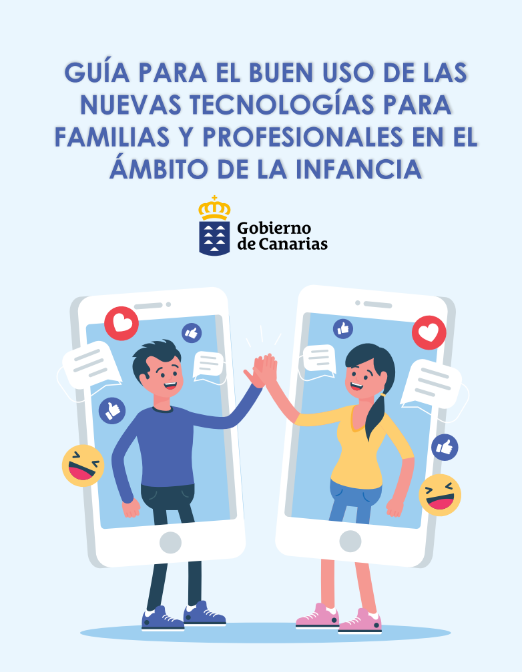 GUÍA PARA EL BUEN USO DE LAS
NUEVAS TECNOLOGÍAS PARA
FAMILIAS Y PROFESIONALES EN EL
ÁMBITO DE LA INFANCIA
Gobierno
de Canarias